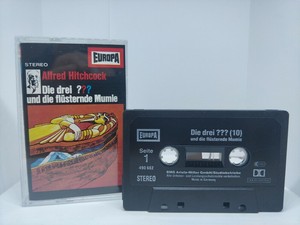 EUROPA
STEREO
Alfred Hitchcock
Die drei ???
und die flüsternde Mumie
EUROPA
Die drei ??? (10)
und die flüsternde Mumie
Serie
1
STEREO